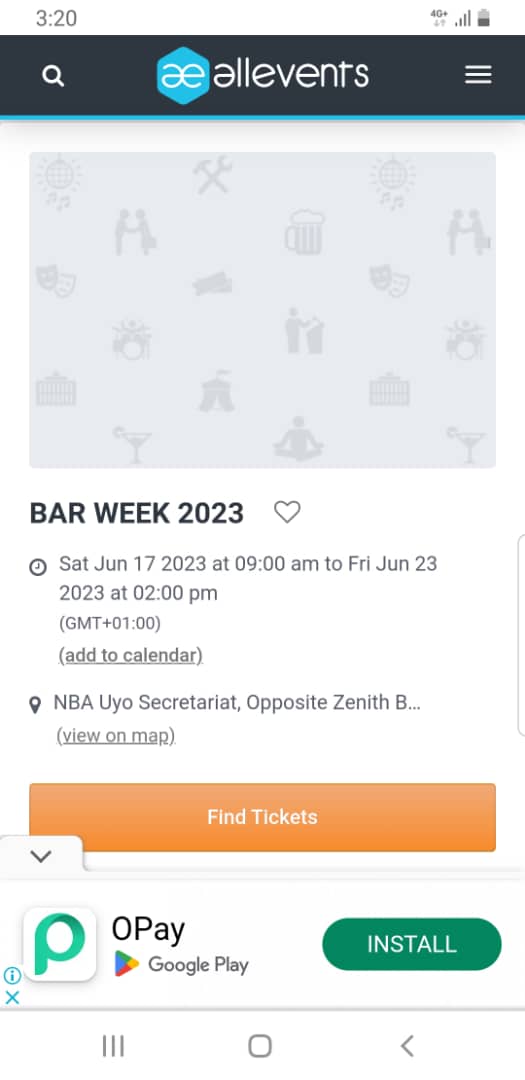 3:20
4G+
allevents
BAR WEEK 2023
Sat Jun 17 2023 at 09:00 am to Fri Jun 23
2023 at 02:00 pm
(GMT+01:00)
(add to calendar)
NBA Uyo Secretariat, Opposite Zenith B...
(view on map)
Find Tickets
OPay
Google Play
INSTALL